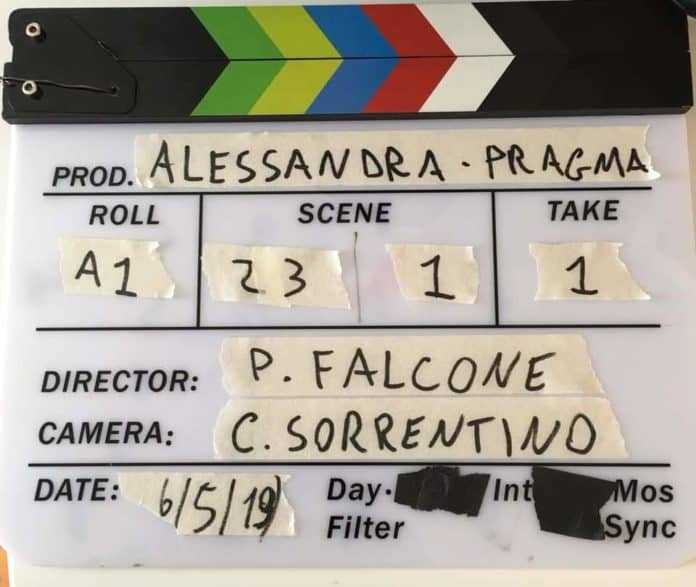 PROD. ALESSANDRA · PRAGMA
ROLL SCENE TAKE
A1 23 1 1
DIRECTOR: P. FALCONE
CAMERA: C. SORRENTINO
DATE: 6/5/19 Day· Int Mos
Filter Sync